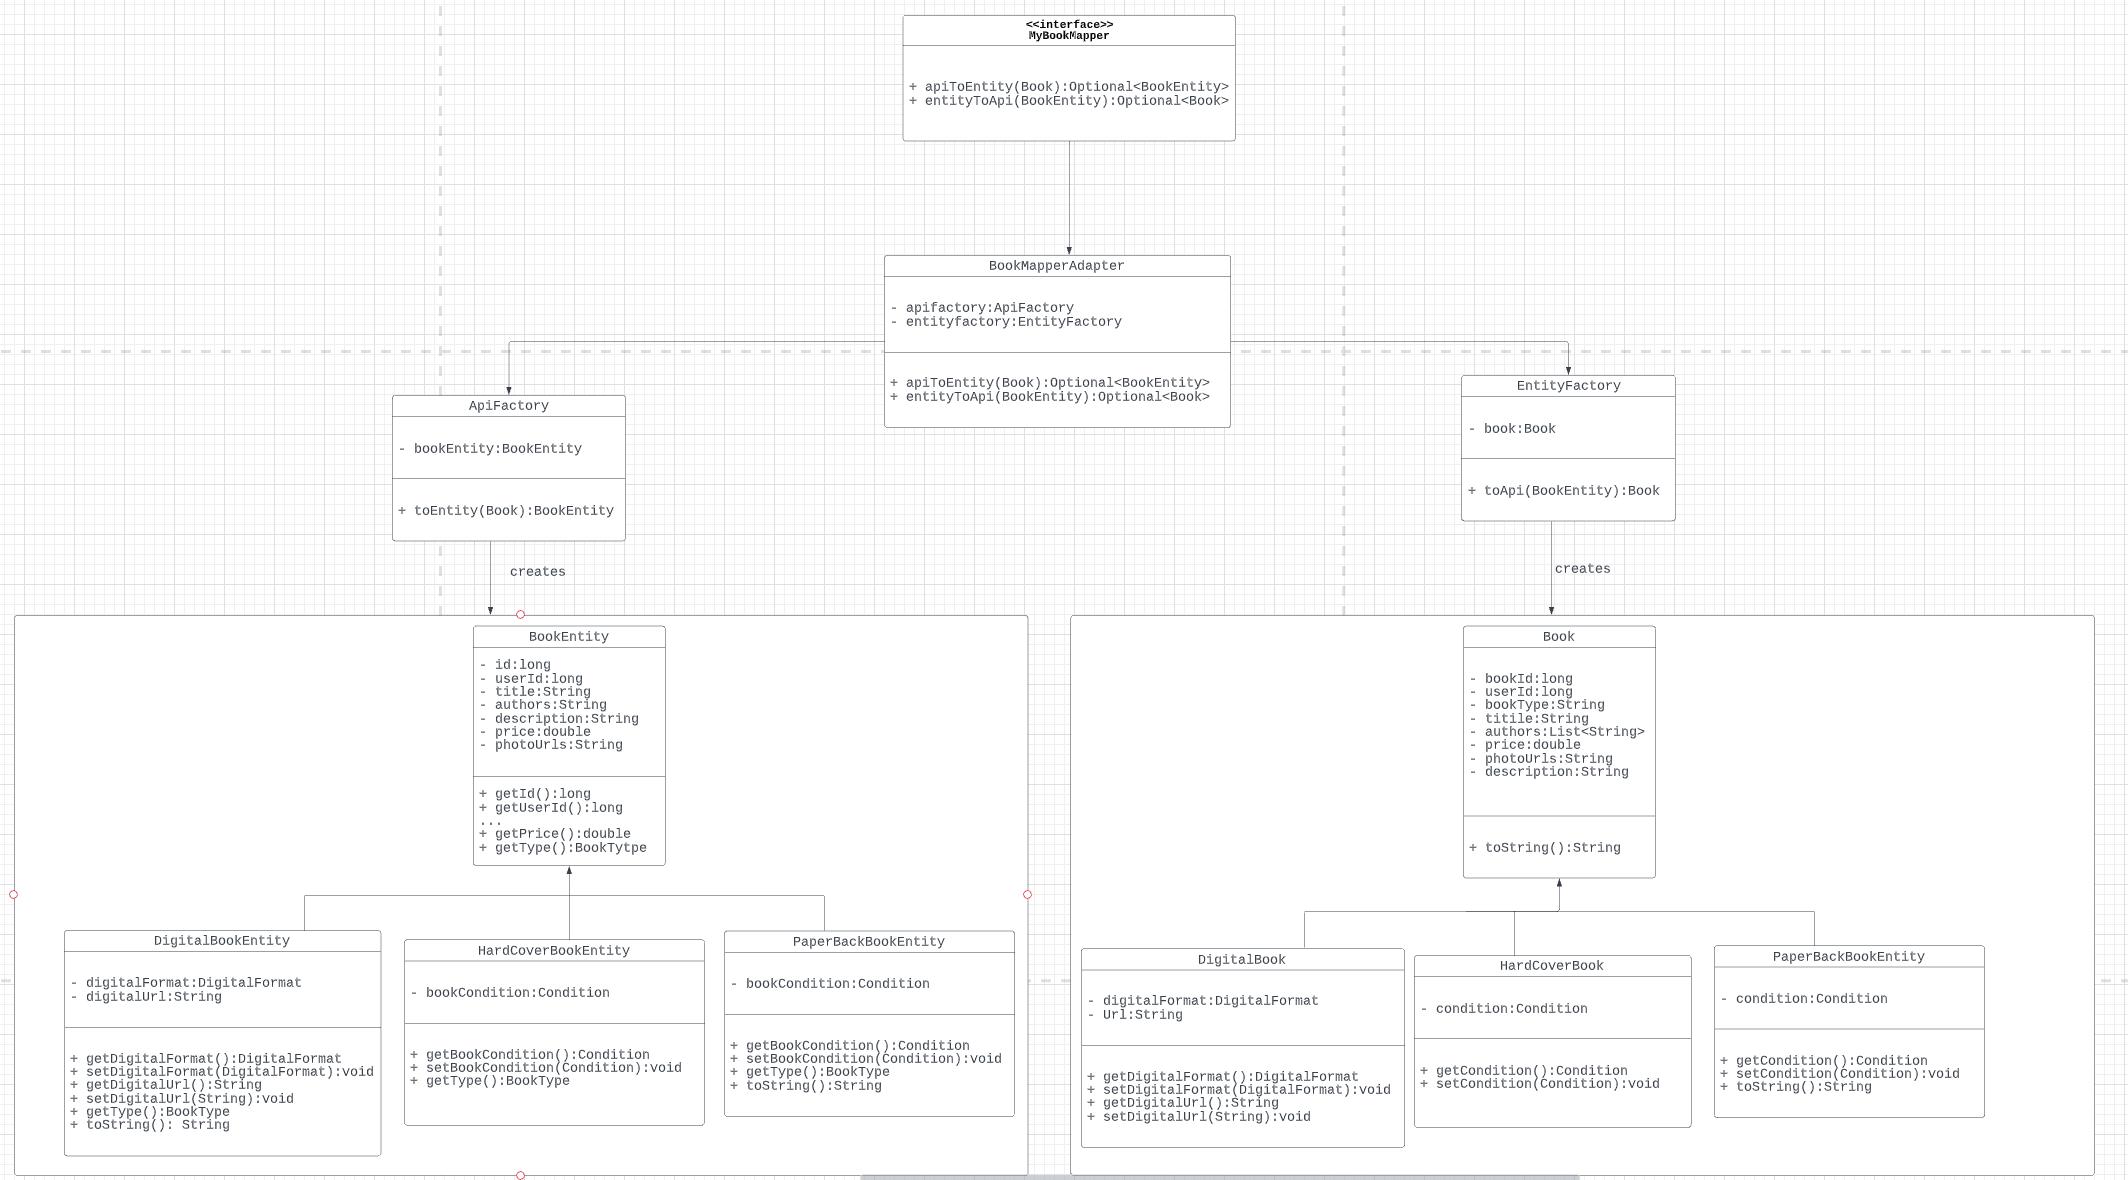 <<interface>>
MyBookMapper
+ apiToEntity(Book):Optional<BookEntity>
+ entityToApi(BookEntity):Optional<Book>
BookMapperAdapter
- apifactory:ApiFactory
- entityfactory:EntityFactory
+ apiToEntity(Book):Optional<BookEntity>
+ entityToApi(BookEntity):Optional<Book>
ApiFactory
- bookEntity:BookEntity
+ toEntity(Book):BookEntity
creates
EntityFactory
- book:Book
+ toApi(BookEntity):Book
creates
BookEntity
- id:long
- userId:long
- title:String
- authors:String
- description:String
- price:double
- photoUrls:String
+ getId():long
+ getUserId():long
...
+ getPrice():double
+ getType():BookTytpe
DigitalBookEntity
- digitalFormat:DigitalFormat
- digitalUrl:String
+ getDigitalFormat():DigitalFormat
+ setDigitalFormat(DigitalFormat):void
+ getDigitalUrl():String
+ setDigitalUrl(String):void
+ getType():BookType
+ toString(): String
HardCoverBookEntity
- bookCondition:Condition
+ getBookCondition():Condition
+ setBookCondition(Condition):void
+ getType():BookType
PaperBackBookEntity
- bookCondition:Condition
+ getBookCondition():Condition
+ setBookCondition(Condition):void
+ getType():BookType
+ toString():String
Book
- bookId:long
- userId:long
- bookType:String
- titile:String
- authors:List<String>
- price:double
- photoUrls:String
- description:String
+ toString():String
DigitalBook
- digitalFormat:DigitalFormat
- Url:String
+ getDigitalFormat():DigitalFormat
+ setDigitalFormat(DigitalFormat):void
+ getDigitalUrl():String
+ setDigitalUrl(String):void
HardCoverBook
- condition:Condition
+ getCondition():Condition
+ setCondition(Condition):void
PaperBackBookEntity
- condition:Condition
+ getCondition():Condition
+ setCondition(Condition):void
+ toString():String